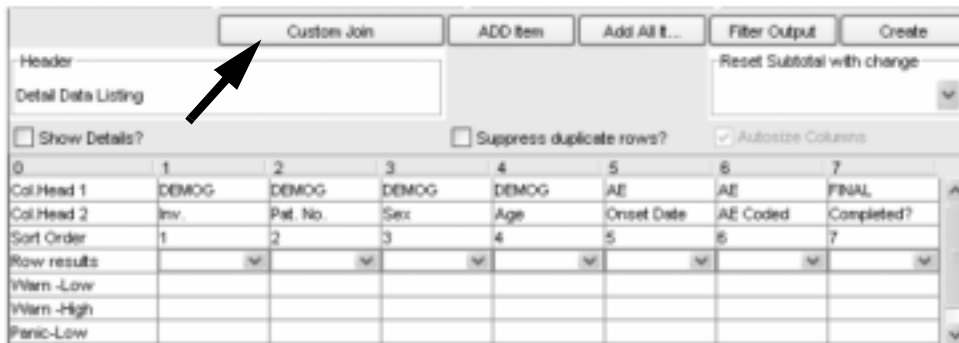 Custom Join ADD Item Add All It... Filter Output Create
Header Reset Subtotal with change
Detail Data Listing
Show Details? Suppress duplicate rows? Autosize Columns
0 1 2 3 4 5 6 7
Col.Head 1 DEMOG DEMOG DEMOG DEMOG AE AE FINAL
Col.Head 2 Inv. Pat. No. Sex Age Onset Date AE Coded Completed?
Sort Order 1 2 3 4 5 6 7
Row results
Warn -Low
Warn -High
Panic-Low